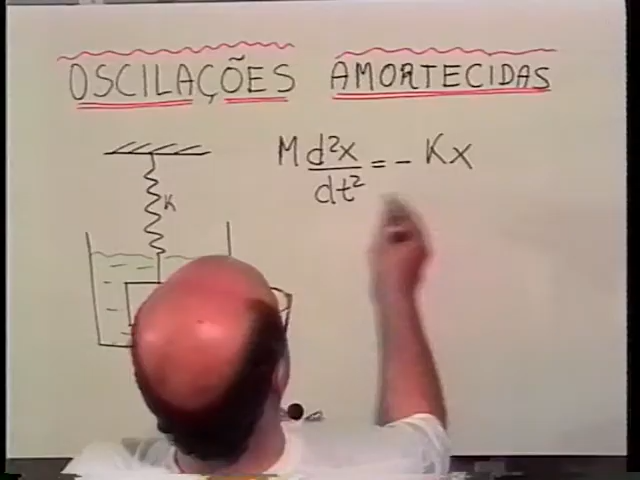 OSCILAÇÕES AMORTECIDAS
M d²x/dt² = - Kx
K